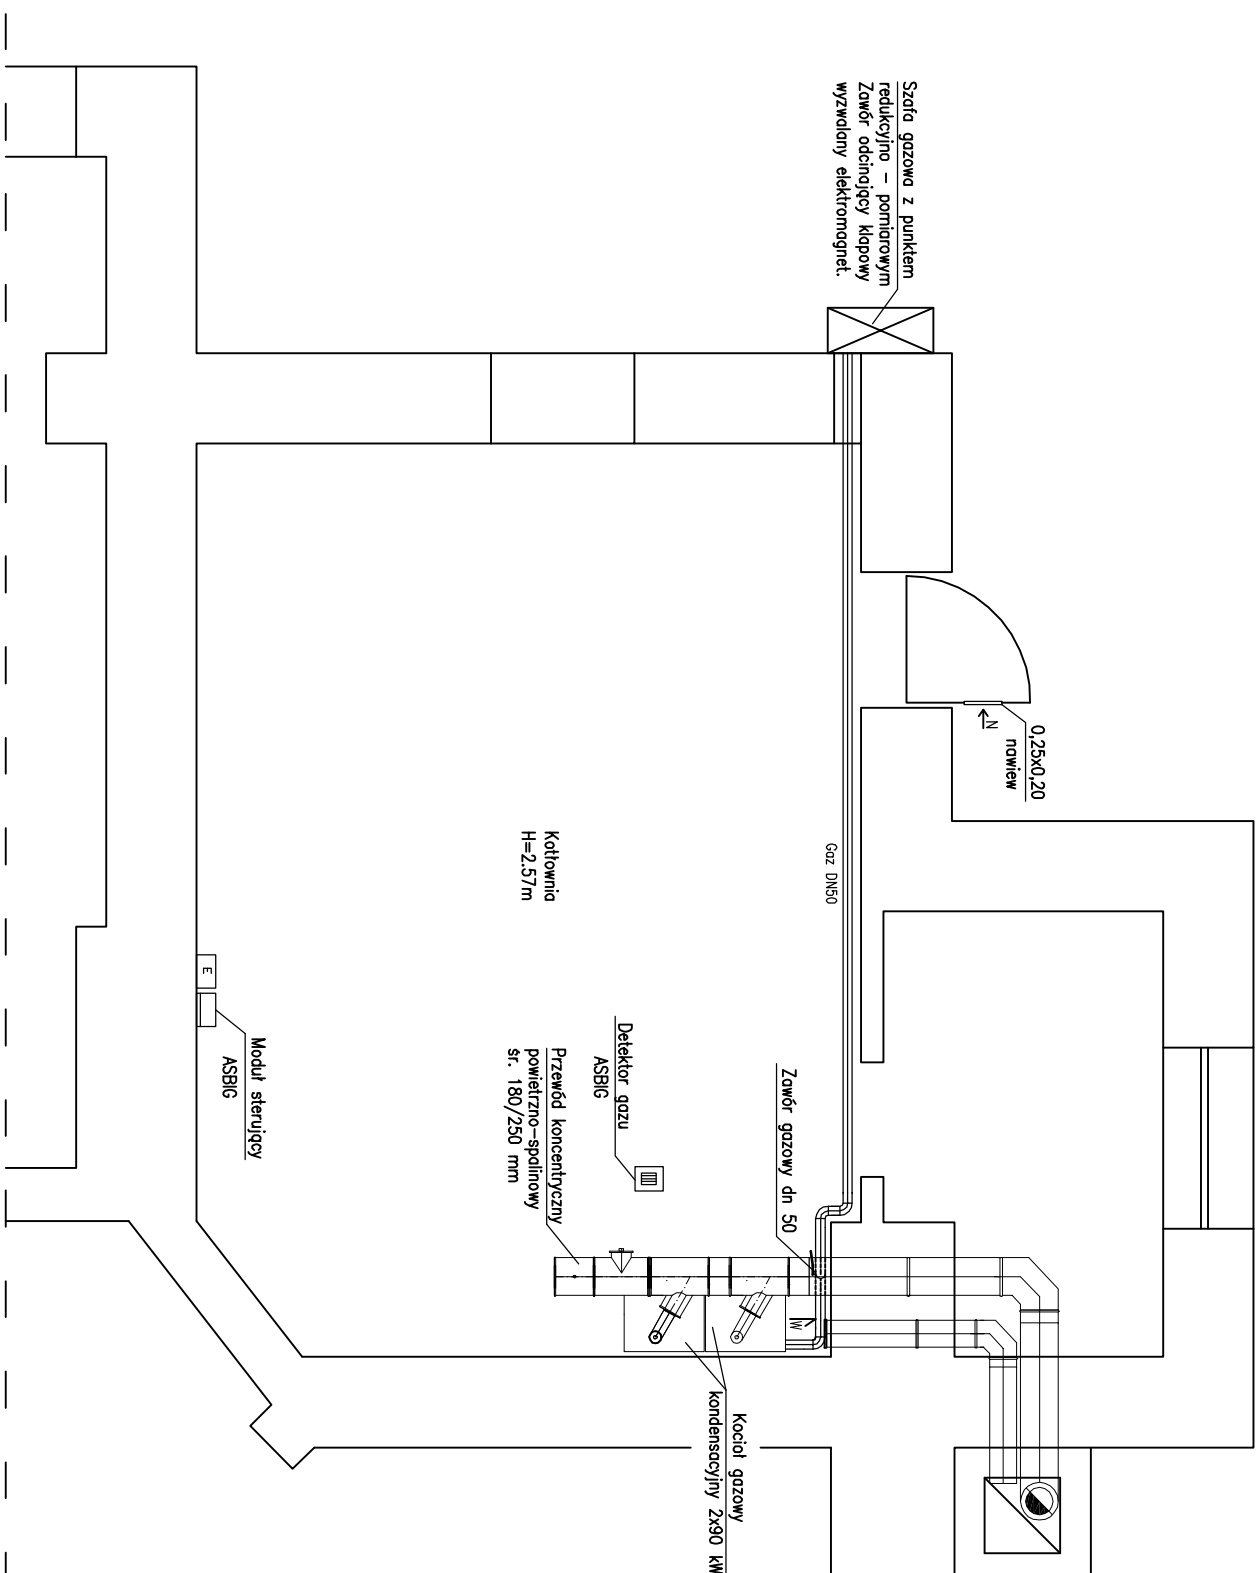 Szafa gazowa z punktem
redukcyjno - pomiarowym
Zawór odcinający klapowy
wyzwalany elektromagnet.
0,25x0,20
nawiew
N
Gaz DN50
Kotłownia
H=2.57m
E
Moduł sterujący
ASBIG
Detektor gazu
ASBIG
Przewód koncentryczny
powietrzno-spalinowy
śr. 180/250 mm
Zawór gazowy dn 50
W
Kocioł gazowy
kondensacyjny 2x90 kW